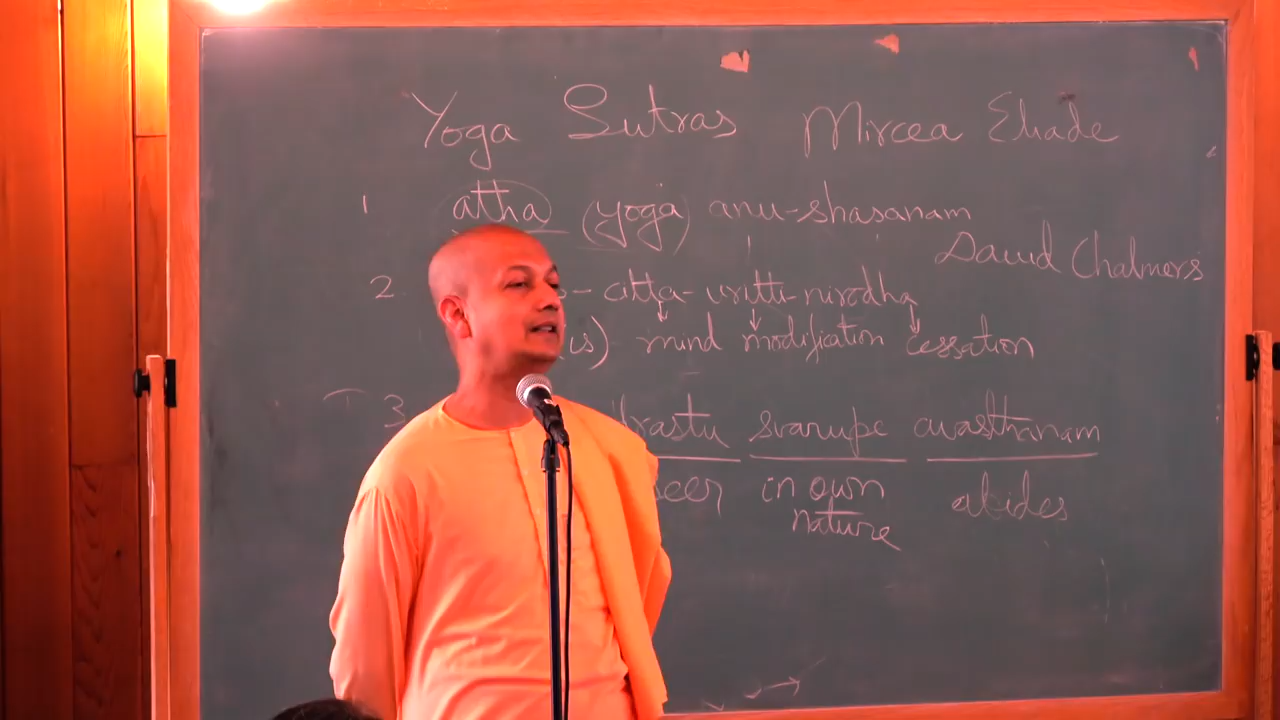 Yoga Sutras Mircea Eliade
1 atha (yoga) anu-shasanam
David Chalmers
2. - citta-vritti-nirodha
(is) mind modification cessation
3 drastu svarupe avasthanam
seer in own abides
nature